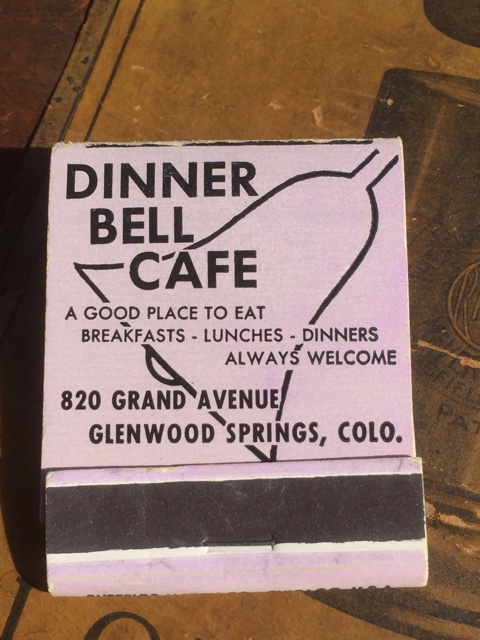 DINNER
BELL
CAFE
A GOOD PLACE TO EAT
BREAKFASTS - LUNCHES - DINNERS
ALWAYS WELCOME
820 GRAND AVENUE
GLENWOOD SPRINGS, COLO.